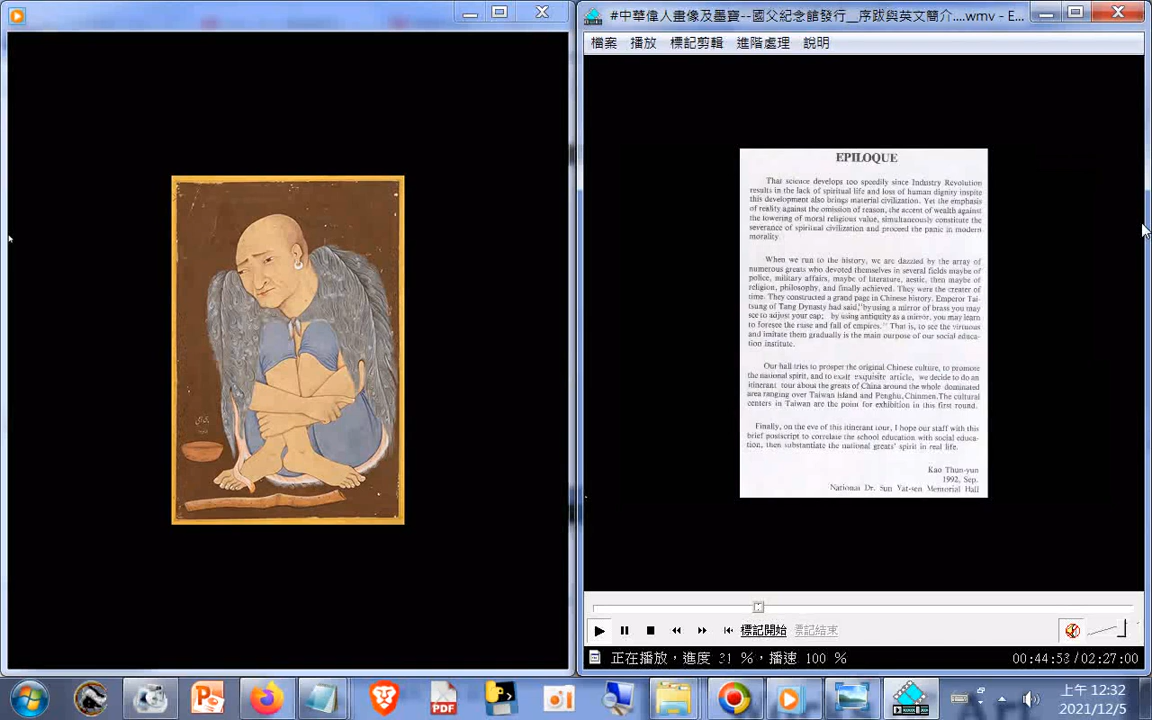 #中華偉人畫像及墨寶--國父紀念館發行__序跋與英文簡介....wmv - E...
檔案 播放 標記剪輯 進階處理 說明
EPILOQUE
That science develops too speedily since Industry Revolution
results in the lack of spiritual life and loss of human dignity inspite
this development also brings material civilization. Yet the emphasis
of reality against the omission of reason, the accent of wealth against
the lowering of moral religious value, simultaneously constitute the
severance of spiritual civilization and proceed the panic in modern
morality.
When we run to the history, we are dazzled by the array of
numerous greats who devoted themselves in several fields maybe of
police, military affairs, maybe of literature, aestic, then maybe of
religion, philosophy, and finally achieved. They were the creater of
time. They constructed a grand page in Chinese history. Emperor Tai-
tsung of Tang Dynasty had said,"by using a mirror of brass you may
see to adjust your cap; by using antiquity as a mirror, you may learn
to foresee the raise and fall of empires." That is, to see the virtuous
and imitate them gradually is the main ourpose of our social educa-
tion institute.
Our hall tries to prosper the original Chinese culture, to promote
the national spirit, and to exalt exquisite article, we decide to do an
itinerant tour about the greats of China around the whole dominated
area ranging over Taiwan island and Penghu, Chinmen. The cultural
centers in Taiwan are the point for exhibition in this first round.
Finally, on the eve of this itinerant tour, I hope our staff with this
brief postscript to correlate the school education with social educa-
tion, then substantiate the national greats' spirit in real life.
Kao Thun-yun
1992, Sep.
National Dr. Sun Yat-sen Memorial Hall
標記開始 標記結束
正在播放，進度 31 %，播速 100 %
00:44:53 / 02:27:00
PDF
上午 12:32
2021/12/5